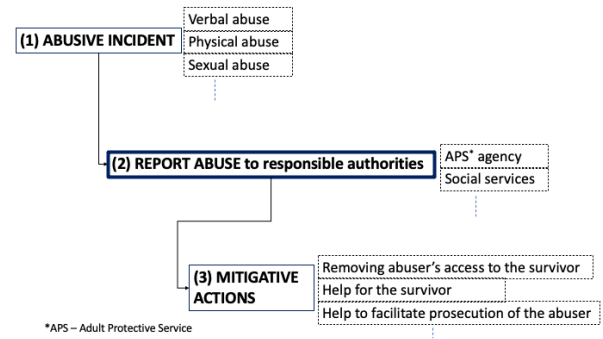 Verbal abuse
(1) ABUSIVE INCIDENT
Physical abuse
Sexual abuse
(2) REPORT ABUSE to responsible authorities
APS* agency
Social services
(3) MITIGATIVE
ACTIONS
Removing abuser’s access to the survivor
Help for the survivor
Help to facilitate prosecution of the abuser
*APS – Adult Protective Service